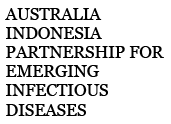 AUSTRALIA
INDONESIA
PARTNERSHIP FOR
EMERGING
INFECTIOUS
DISEASES